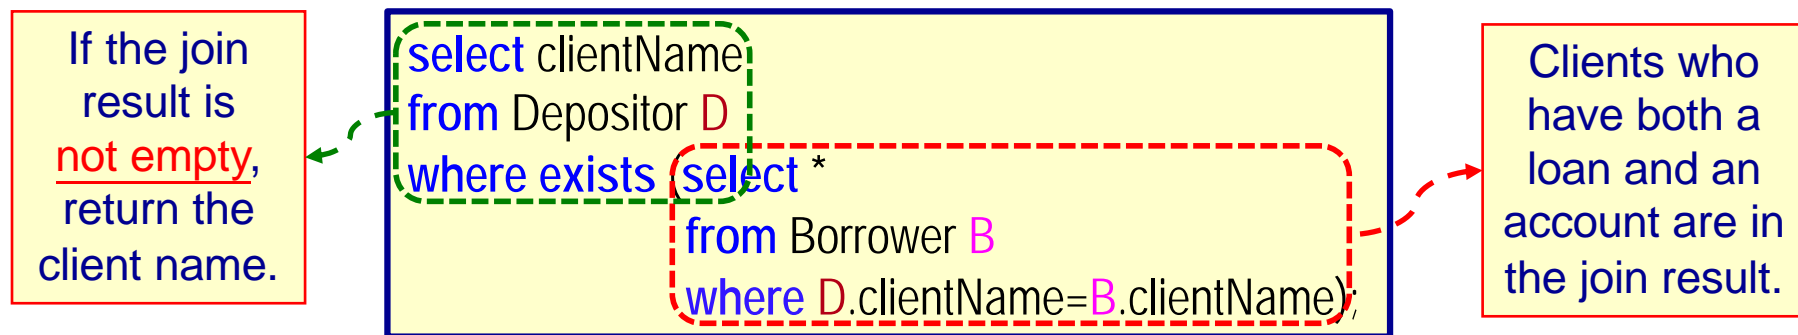 If the join
result is
not empty,
return the
client name.
select clientName
from Depositor D
where exists (select *
from Borrower B
where D.clientName=B.clientName);
Clients who
have both a
loan and an
account are in
the join result.